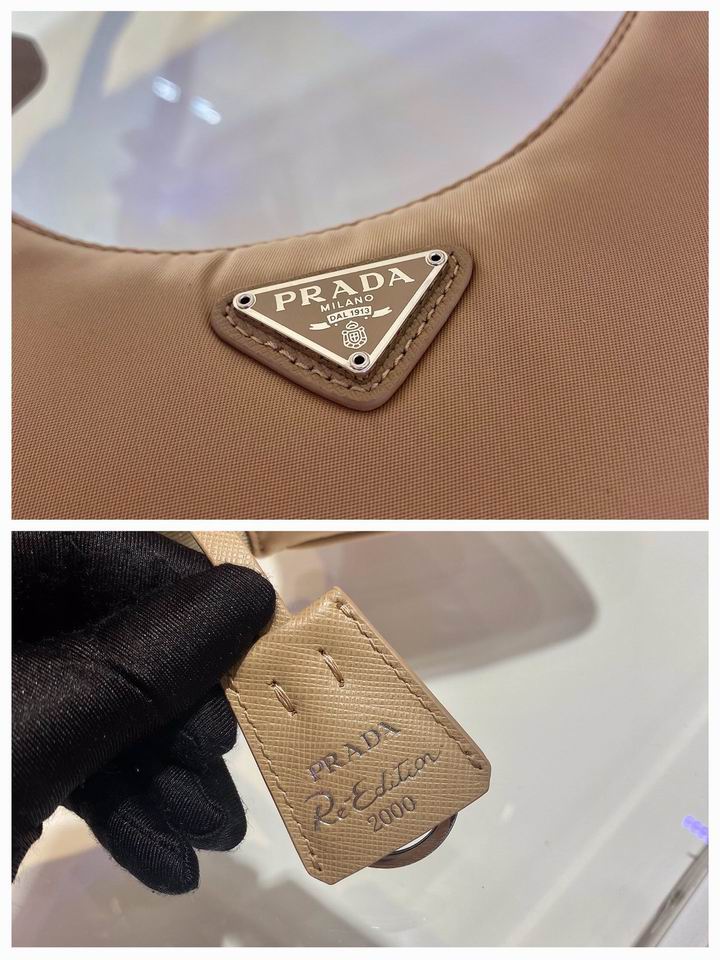 PRADA
MILANO
DAL 1913
PRADA
Re-Edition
2000